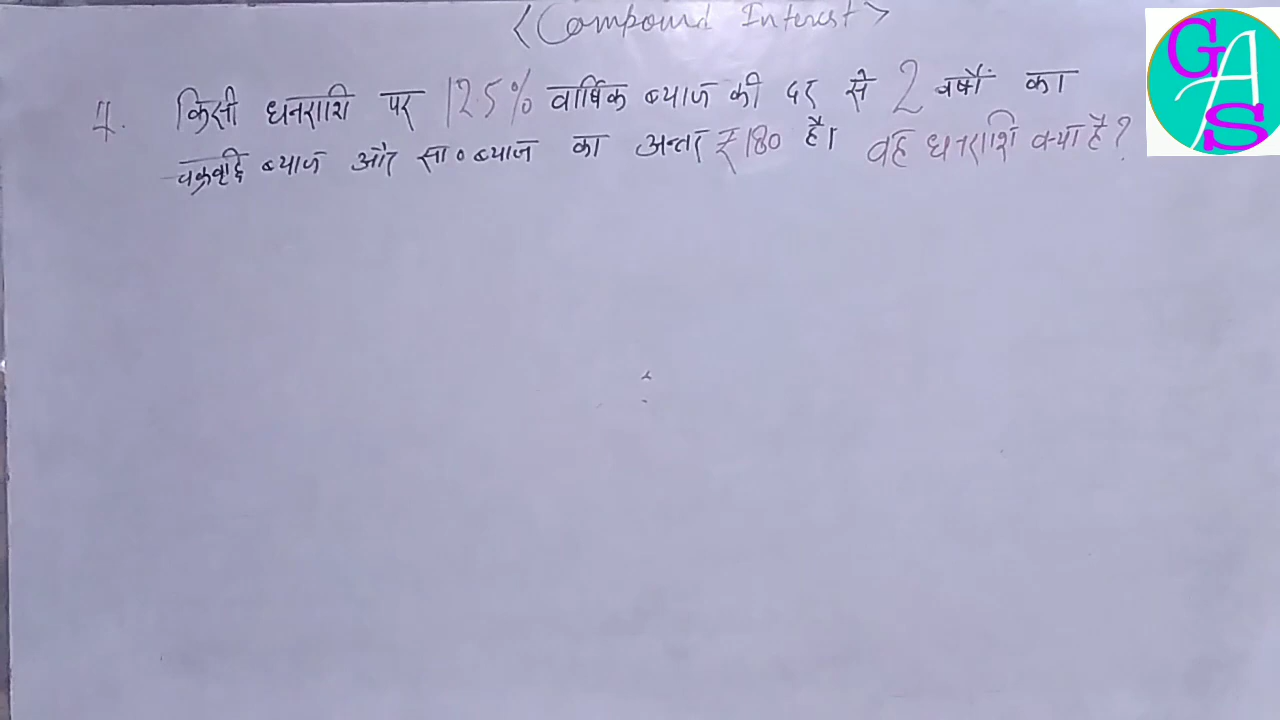 <Compound Interest>
4. किसी धनराशि पर 12.5% वार्षिक ब्याज की दर से 2 वर्षों का
चक्रवृद्धि ब्याज और सा० ब्याज का अन्तर ₹180 है। वह धनराशि क्या है?
GAS